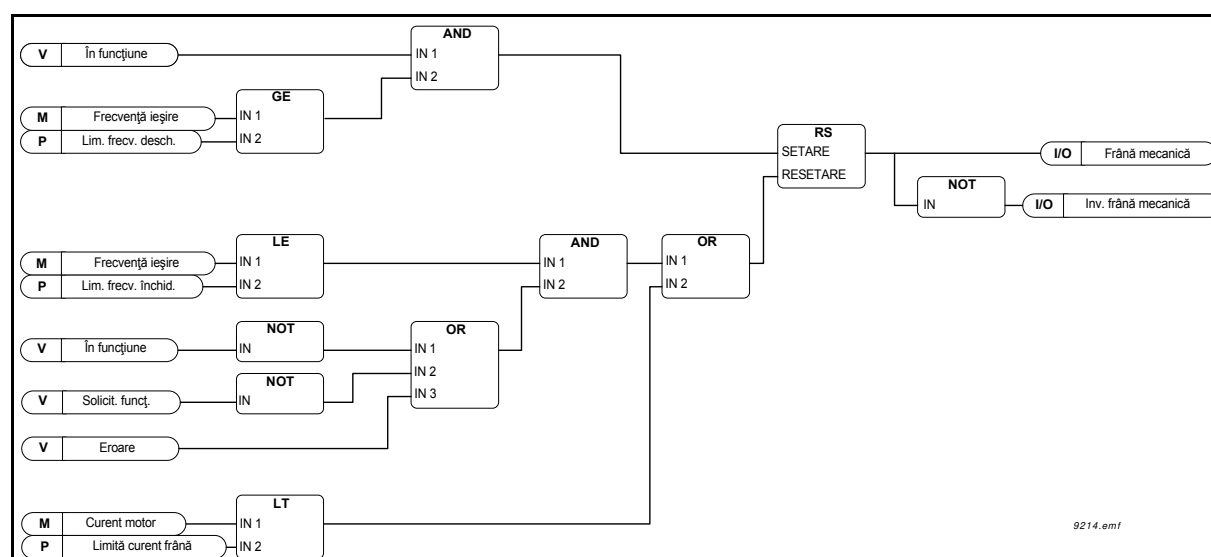 AND
V În funcţiune IN 1
IN 2
GE
M Frecvenţă ieşire IN 1
P Lim. frecv. desch. IN 2
RS
SETARE I/O Frână mecanică
RESETARE
NOT
IN I/O Inv. frână mecanică
LE AND OR
M Frecvenţă ieşire IN 1 IN 1 IN 1
P Lim. frecv. închid. IN 2 IN 2 IN 2
NOT OR
V În funcţiune IN IN 1
IN 2
NOT
V Solicit. funcţ. IN IN 3
V Eroare
LT
M Curent motor IN 1
P Limită curent frână IN 2
9214.emf